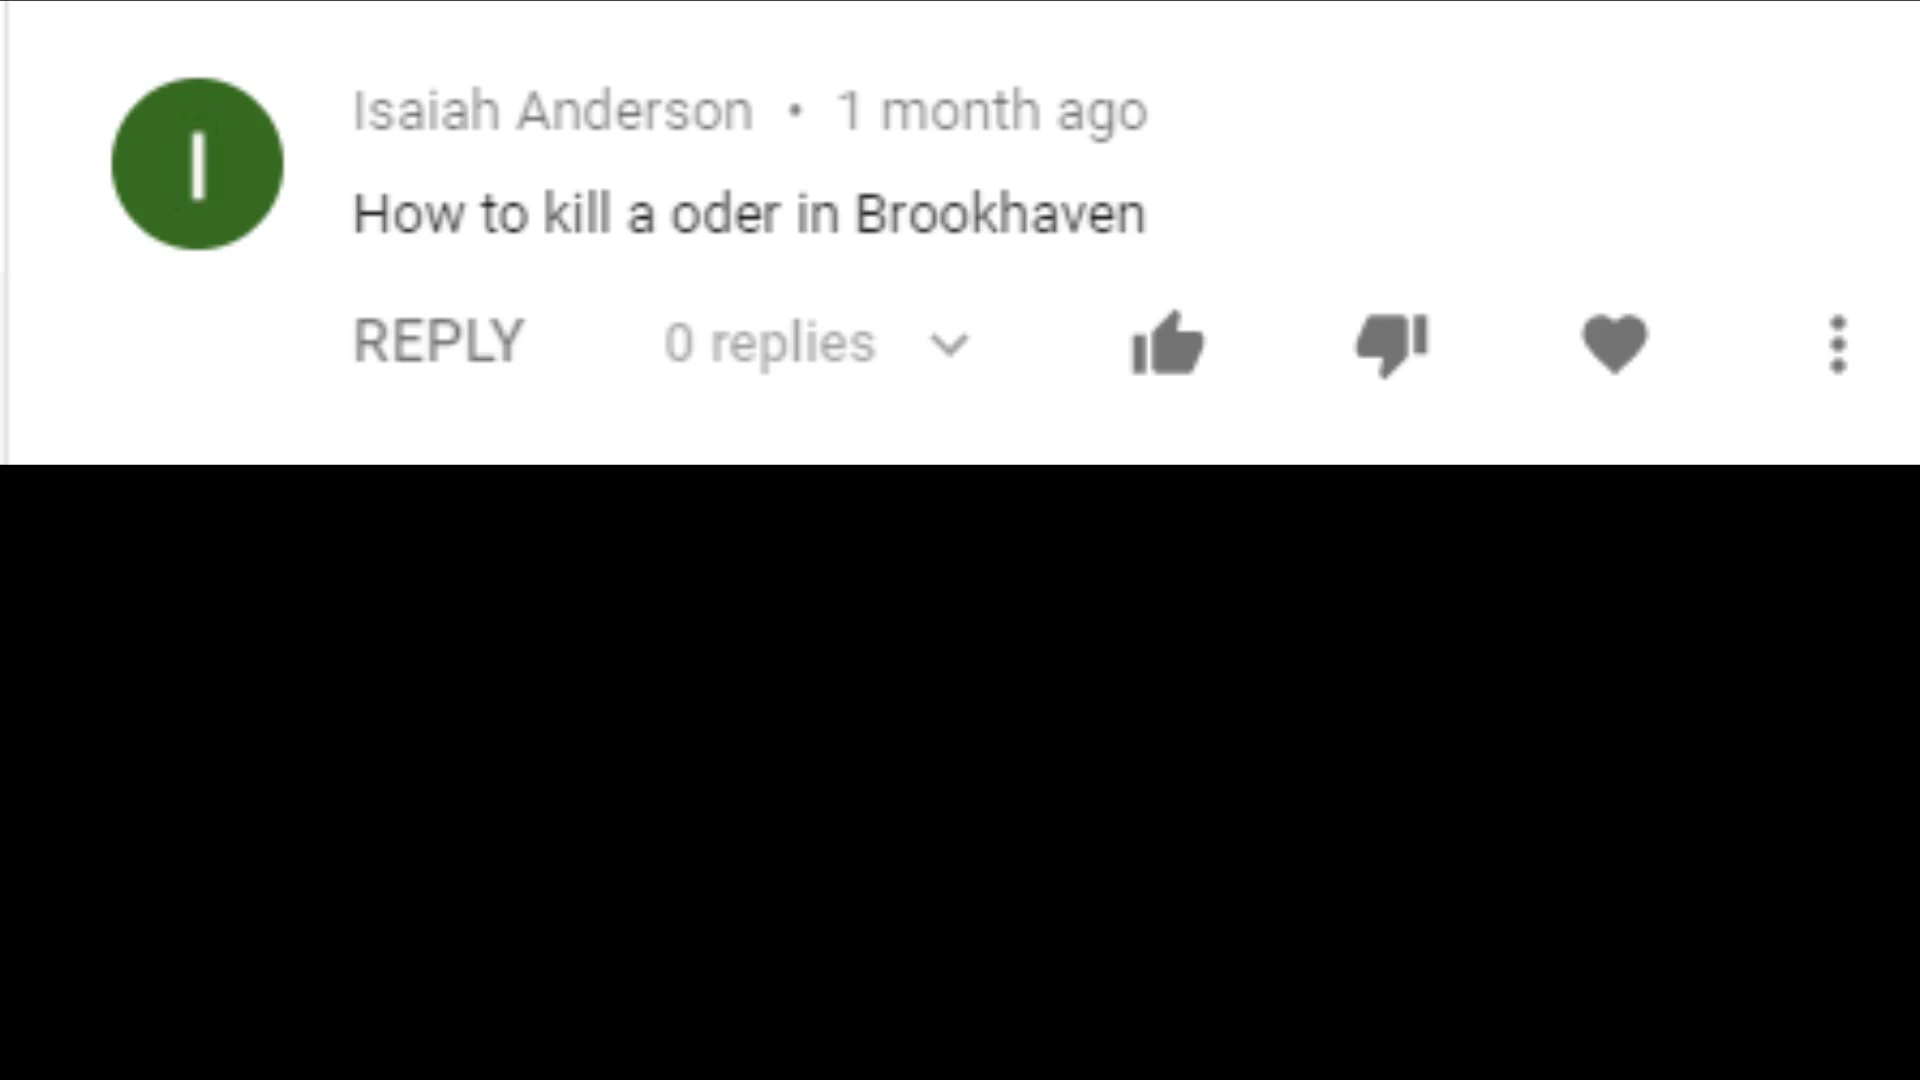 I
Isaiah Anderson • 1 month ago
How to kill a oder in Brookhaven
REPLY 0 replies